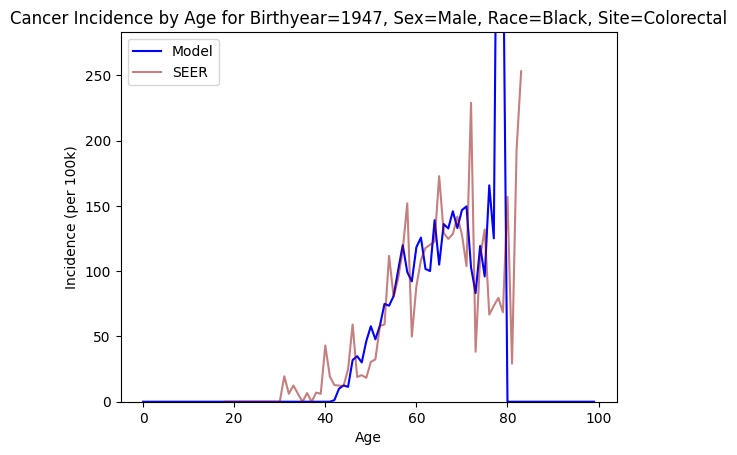 Cancer Incidence by Age for Birthyear=1947, Sex=Male, Race=Black, Site=Colorectal
Model
SEER
250
200
150
100
50
0
Incidence (per 100k)
0 20 40 60 80 100
Age